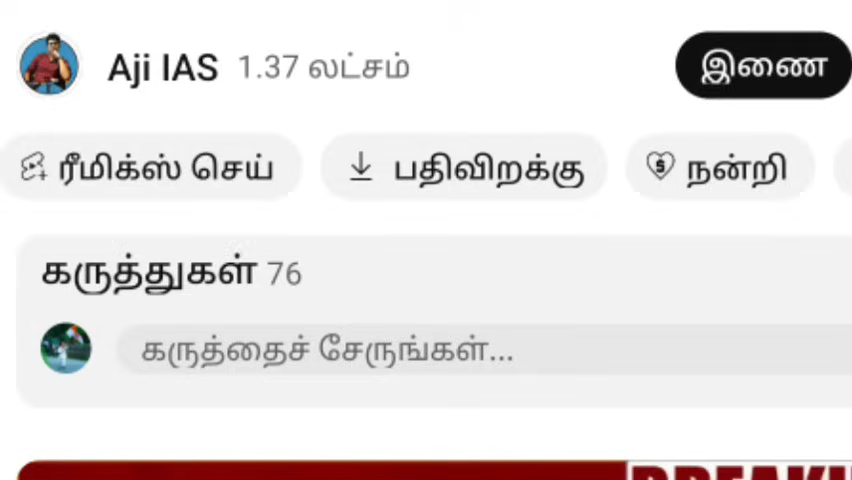 Aji IAS 1.37 லட்சம் இணை
ரீமிக்ஸ் செய் பதிவிறக்கு நன்றி
கருத்துகள் 76
கருத்தைச் சேருங்கள்...